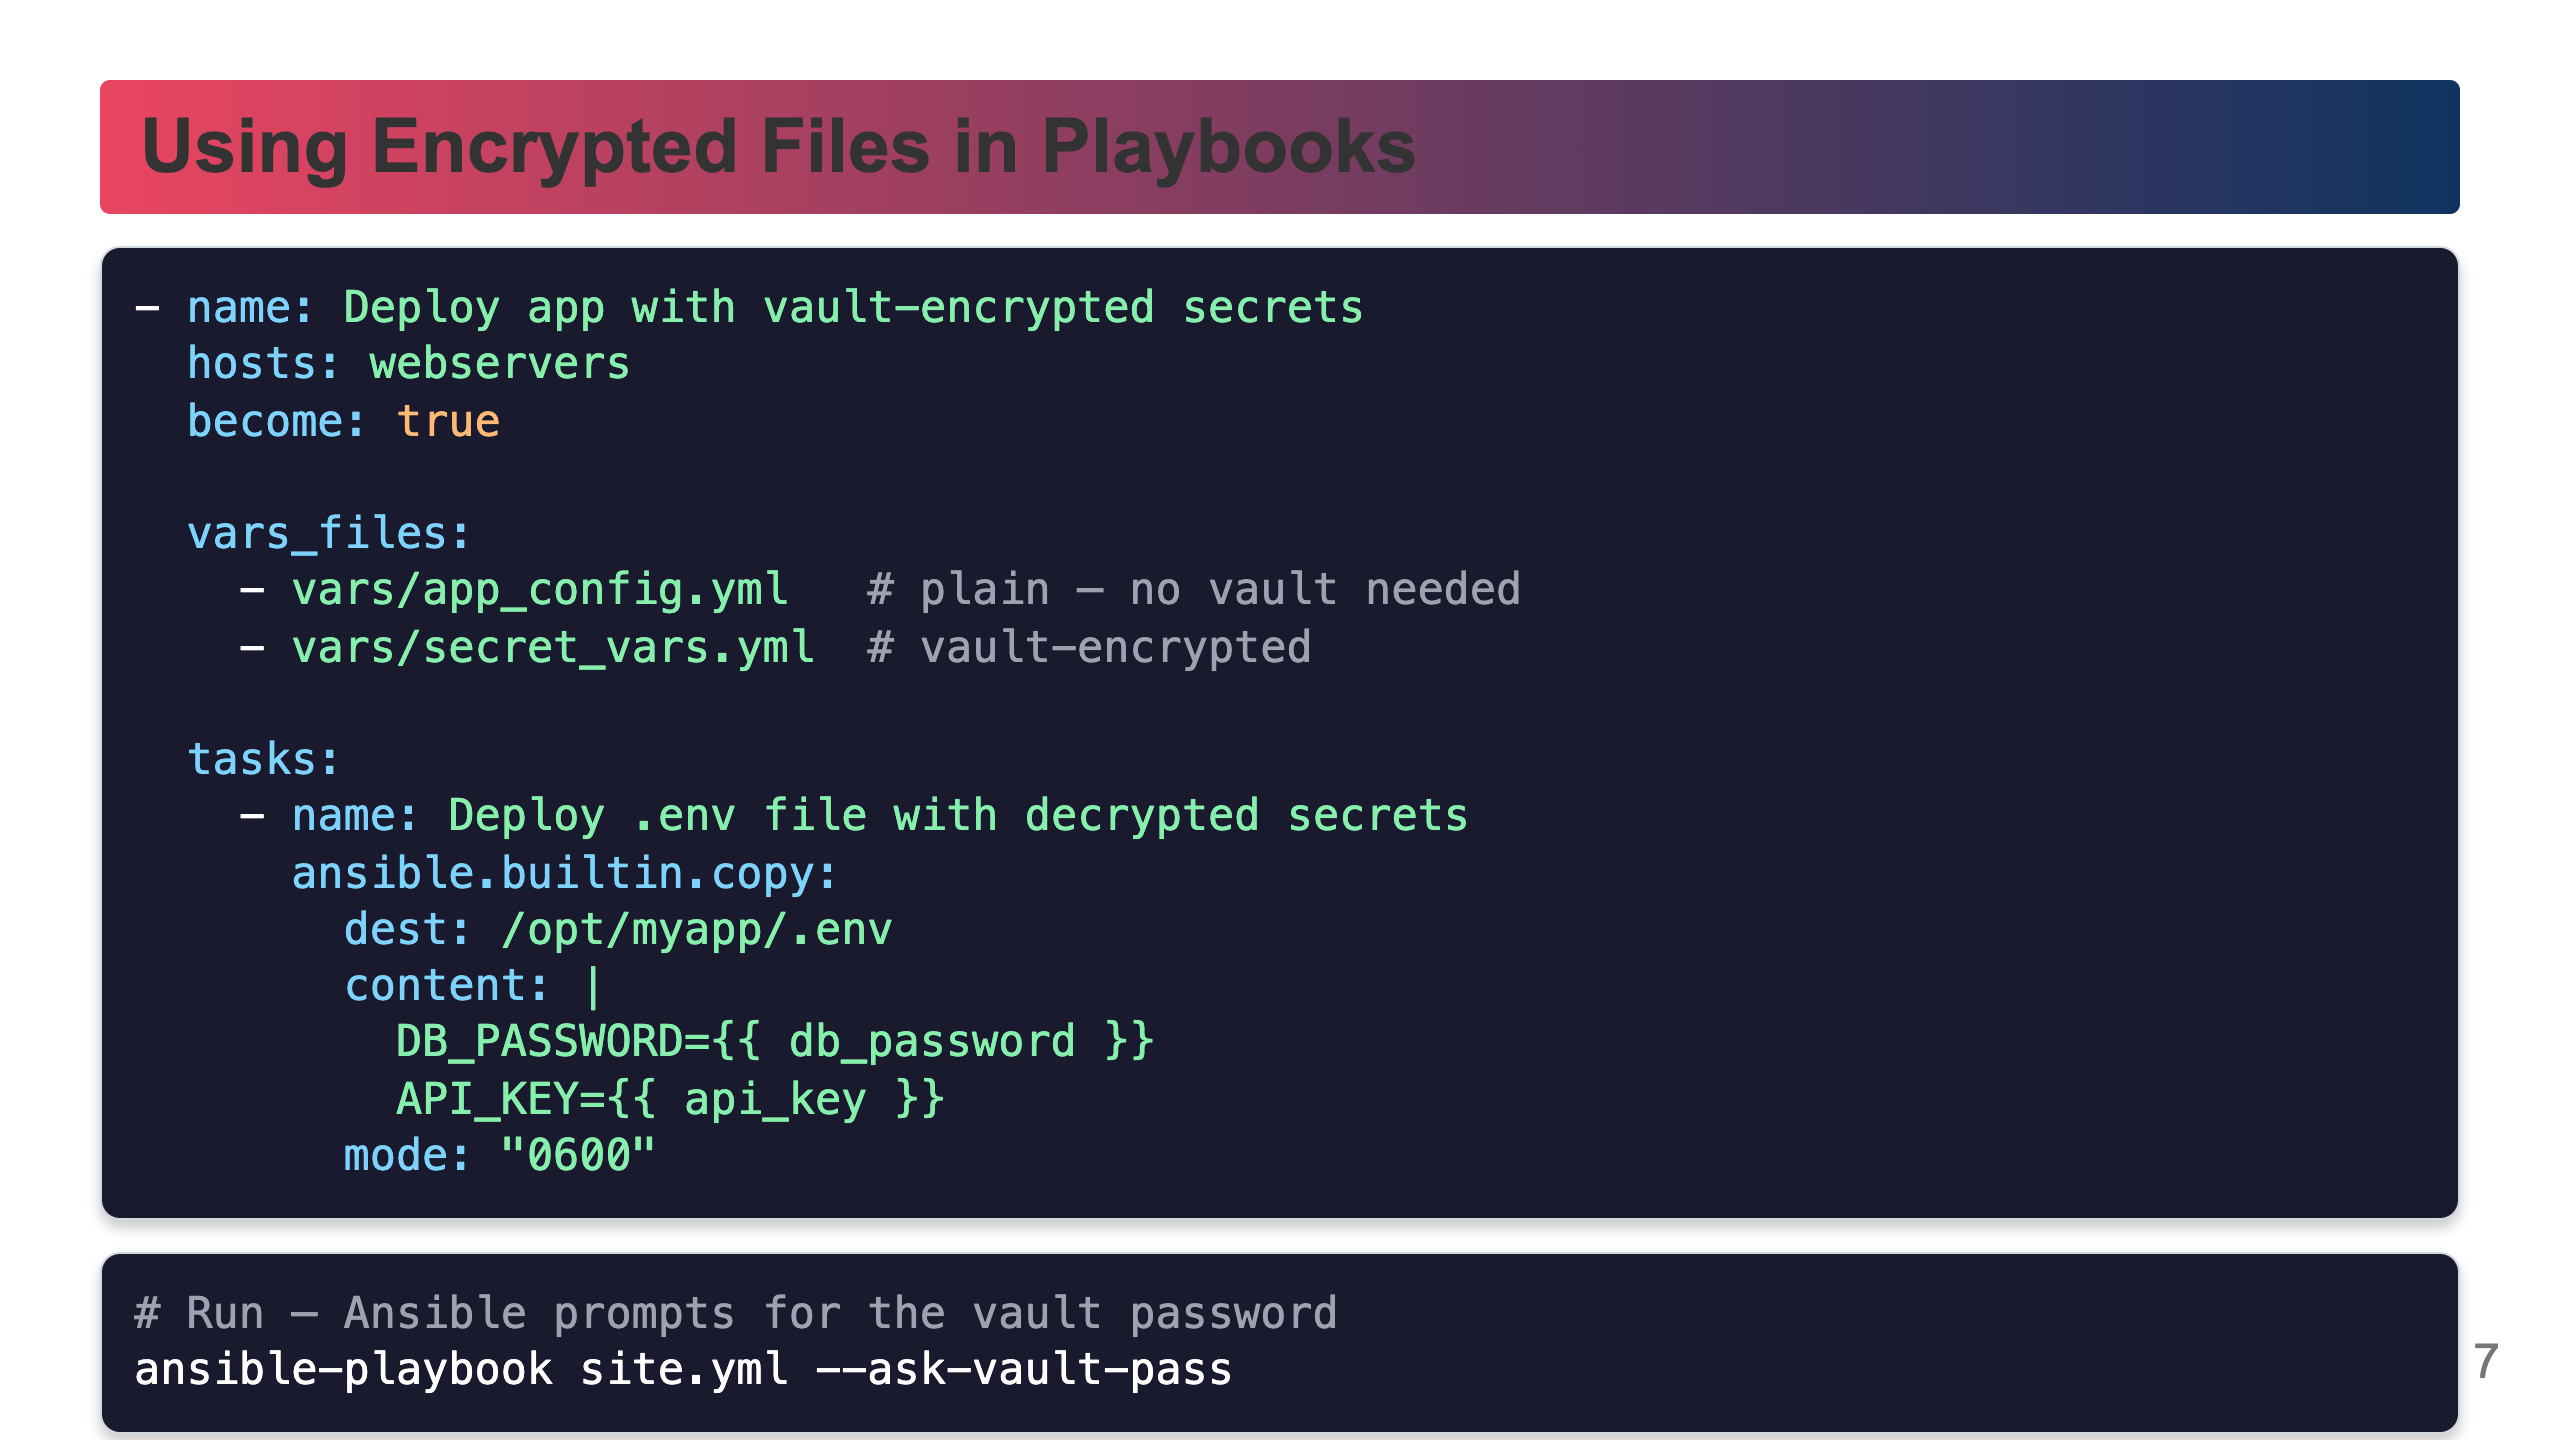 Using Encrypted Files in Playbooks
- name: Deploy app with vault-encrypted secrets
  hosts: webservers
  become: true

  vars_files:
    - vars/app_config.yml   # plain — no vault needed
    - vars/secret_vars.yml  # vault-encrypted

  tasks:
    - name: Deploy .env file with decrypted secrets
      ansible.builtin.copy:
        dest: /opt/myapp/.env
        content: |
          DB_PASSWORD={{ db_password }}
          API_KEY={{ api_key }}
        mode: "0600"
# Run — Ansible prompts for the vault password
ansible-playbook site.yml --ask-vault-pass
7